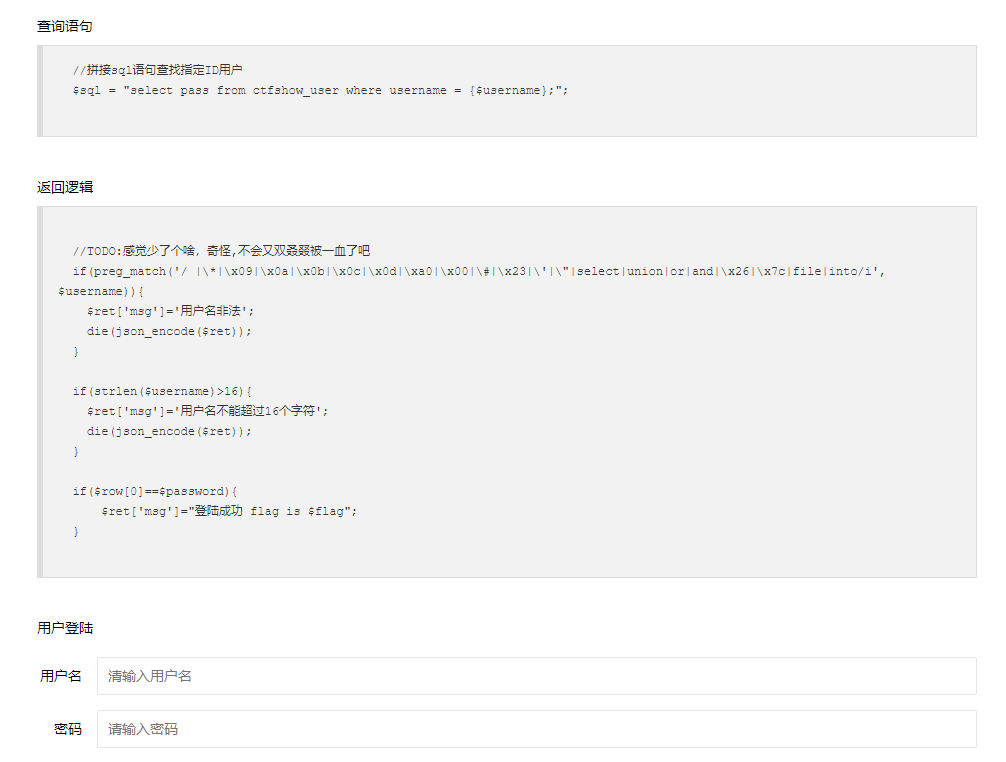 查询语句
//拼接sql语句查找指定ID用户
$sql = "select pass from ctfshow_user where username = {$username};";
返回逻辑
//TODO:感觉少了个啥，奇怪,不会又双叒叕被一血了吧
if(preg_match('/ |\*|\x09|\x0a|\x0b|\x0c|\x0d|\xa0|\x00|\#|\x23|\'|\"|select|union|or|and|\x26|\x7c|file|into/i',
$username)){
$ret['msg']='用户名非法';
die(json_encode($ret));
}
if(strlen($username)>16){
$ret['msg']='用户名不能超过16个字符';
die(json_encode($ret));
}
if($row[0]==$password){
$ret['msg']="登陆成功 flag is $flag";
}
用户登陆
用户名 请输入用户名
密码 请输入密码